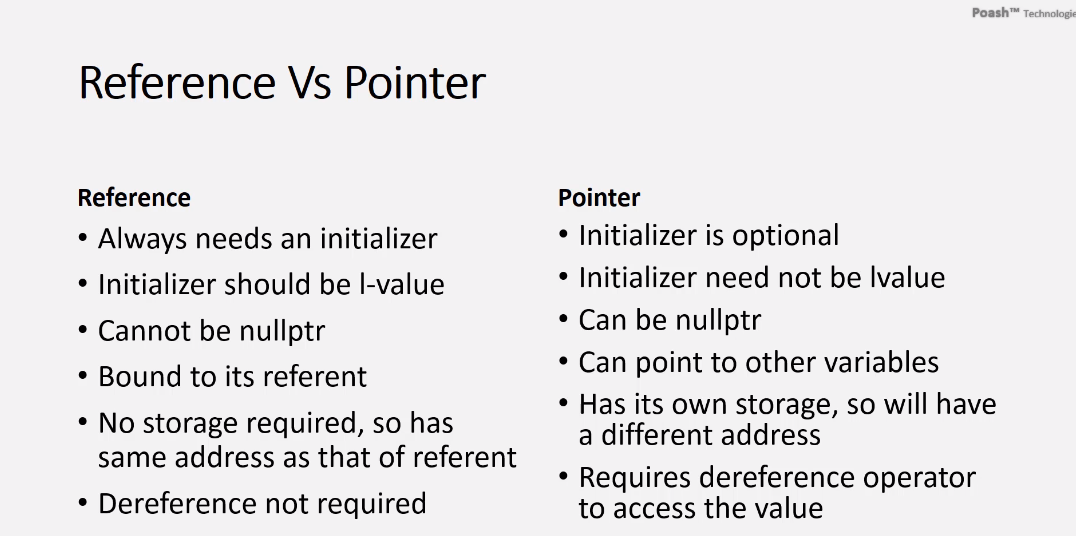 Poash™ Technologie
Reference Vs Pointer
Reference
• Always needs an initializer
• Initializer should be l-value
• Cannot be nullptr
• Bound to its referent
• No storage required, so has
same address as that of referent
• Dereference not required
Pointer
• Initializer is optional
• Initializer need not be lvalue
• Can be nullptr
• Can point to other variables
• Has its own storage, so will have
a different address
• Requires dereference operator
to access the value